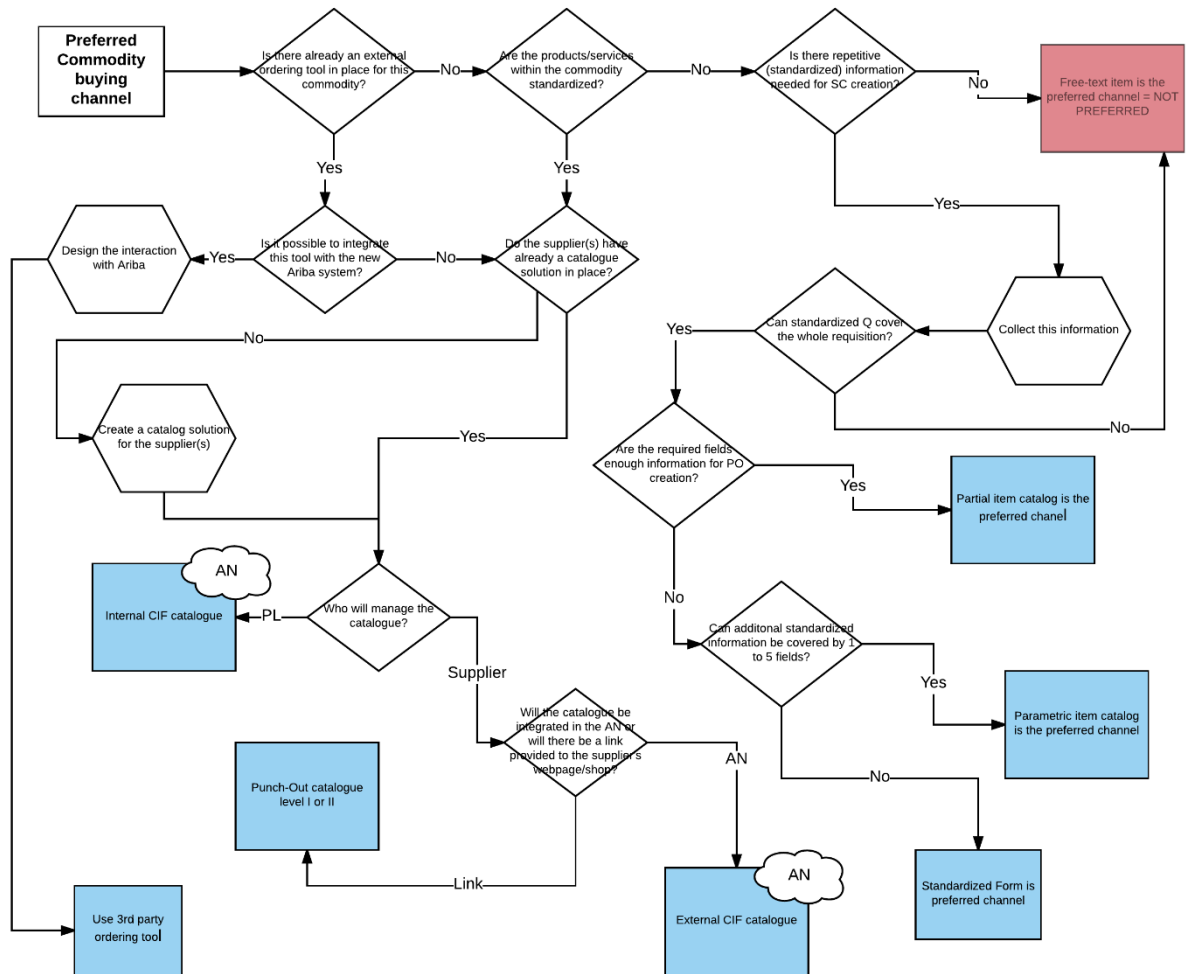 Preferred
Commodity
buying
channel
Is there already an external
ordering tool in place for this
commodity?
No
Are the products/services
within the commodity
standardized?
No
Is there repetitive
(standardized) information
needed for SC creation?
No
Free-text item is the
preferred channel = NOT
PREFERRED
Yes
Yes
Yes
Design the interaction
with Ariba
Yes
Is it possible to integrate
this tool with the new
Ariba system?
No
Do the supplier(s) have
already a catalogue
solution in place?
No
Yes
Can standardized Q cover
the whole requisition?
Collect this information
No
Create a catalog solution
for the supplier(s)
Yes
Are the required fields
enough information for PO
creation?
Yes
Partial item catalog is the
preferred chanel
No
AN
Internal CIF catalogue
PL
Who will manage the
catalogue?
Supplier
Can additonal standardized
information be covered by 1
to 5 fields?
Yes
Parametric item catalog
is the preferred channel
No
Will the catalogue be
integrated in the AN or
will there be a link
provided to the supplier's
webpage/shop?
AN
Punch-Out catalogue
level I or II
Link
AN
External CIF catalogue
Standardized Form is
preferred channel
Use 3rd party
ordering tool